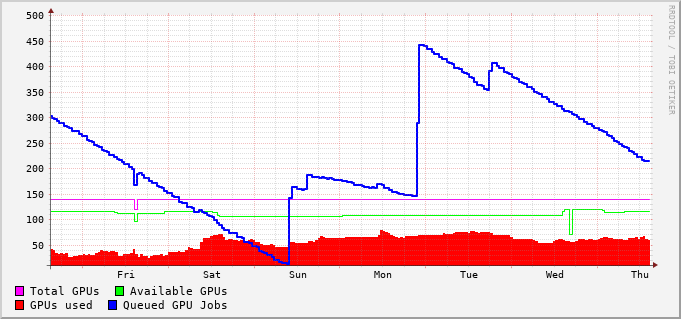 500
450
400
350
300
250
200
150
100
50
Fri Sat Sun Mon Tue Wed Thu
Total GPUs Available GPUs
GPUs used Queued GPU Jobs
RRDTOOL / TOBI OETIKER